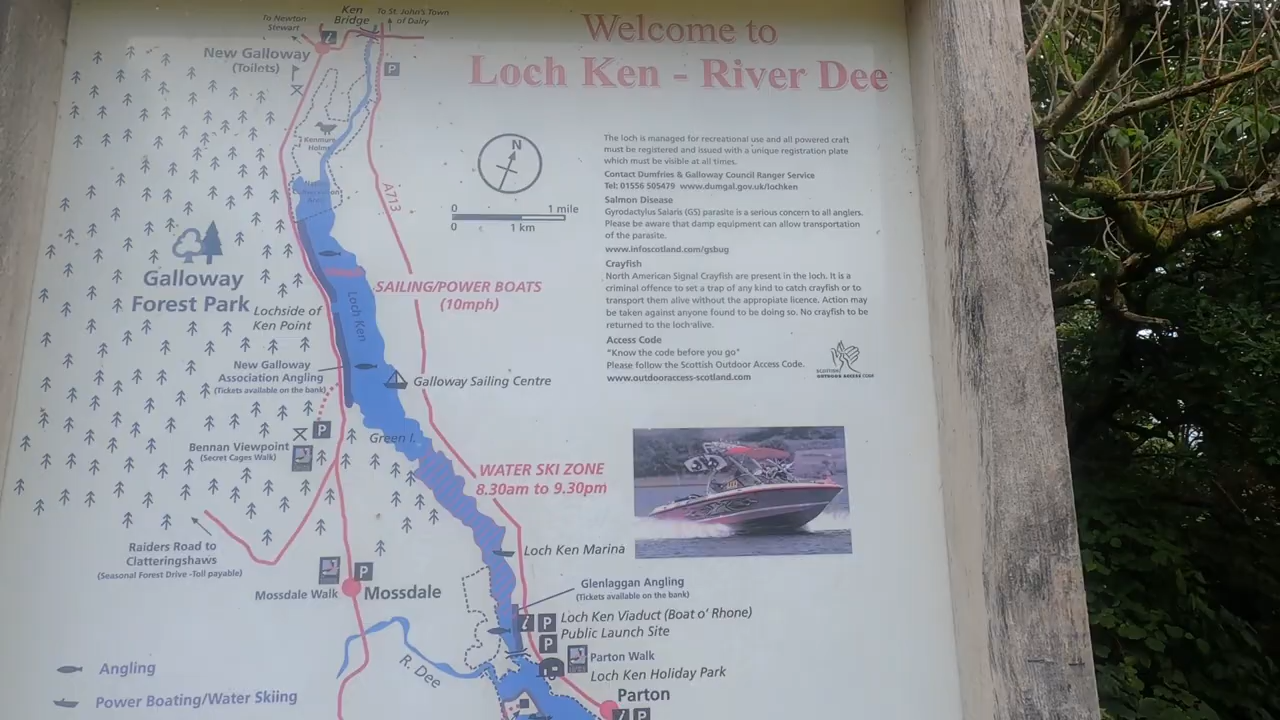 Welcome to
Loch Ken - River Dee
To Newton
Stewart
Ken
Bridge
To St. John's Town
of Dalry
New Galloway
(Toilets)
i
P
Kenmure
Holms
A713
N
0 1 mile
0 1 km
The loch is managed for recreational use and all powered craft
must be registered and issued with a unique registration plate
which must be visible at all times.
Contact Dumfries & Galloway Council Ranger Service
Tel: 01556 505479 www.dumgal.gov.uk/lochken
Salmon Disease
Gyrodactylus Salaris (GS) parasite is a serious concern to all anglers.
Please be aware that damp equipment can allow transportation
of the parasite.
www.infoscotland.com/gsbug
Crayfish
North American Signal Crayfish are present in the loch. It is a
criminal offence to set a trap of any kind to catch crayfish or to
transport them alive without the appropiate licence. Action may
be taken against anyone found to be doing so. No crayfish to be
returned to the loch alive.
Access Code
"Know the code before you go"
"Please follow the Scottish Outdoor Access Code.
www.outdooraccess-scotland.com
SCOTTISH
OUTDOOR ACCESS CODE
Galloway
Forest Park
SAILING/POWER BOATS
(10mph)
Loch Ken
Lochside of
Ken Point
New Galloway
Association Angling
(Tickets available on the bank)
Galloway Sailing Centre
P
Green I.
Bennan Viewpoint
(Secret Cages Walk)
WATER SKI ZONE
8.30am to 9.30pm
Raiders Road to
Clatteringshaws
(Seasonal Forest Drive -Toll payable)
Loch Ken Marina
P
Mossdale Walk
Mossdale
Glenlaggan Angling
(Tickets available on the bank)
i P
Loch Ken Viaduct (Boat o' Rhone)
P
Public Launch Site
Parton Walk
Loch Ken Holiday Park
R. Dee
Parton
i P
Angling
Power Boating/Water Skiing